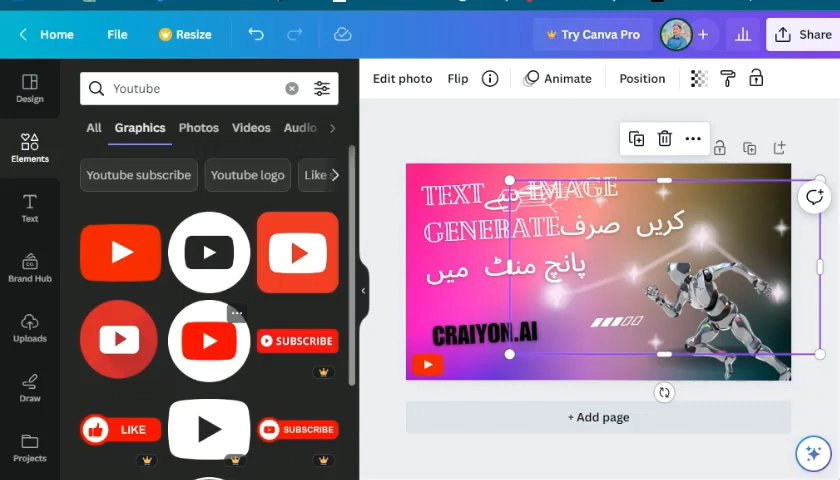 Home File Resize Try Canva Pro Share
Edit photo Flip Animate Position
Design
Elements
Text
Brand Hub
Uploads
Draw
Projects
Youtube
All Graphics Photos Videos Audio
Youtube subscribe Youtube logo Like
SUBSCRIBE
LIKE
SUBSCRIBE
TEXT سے IMAGE
GENERATE کریں صرف
پانچ منٹ میں
CRAIYON.AI
+ Add page